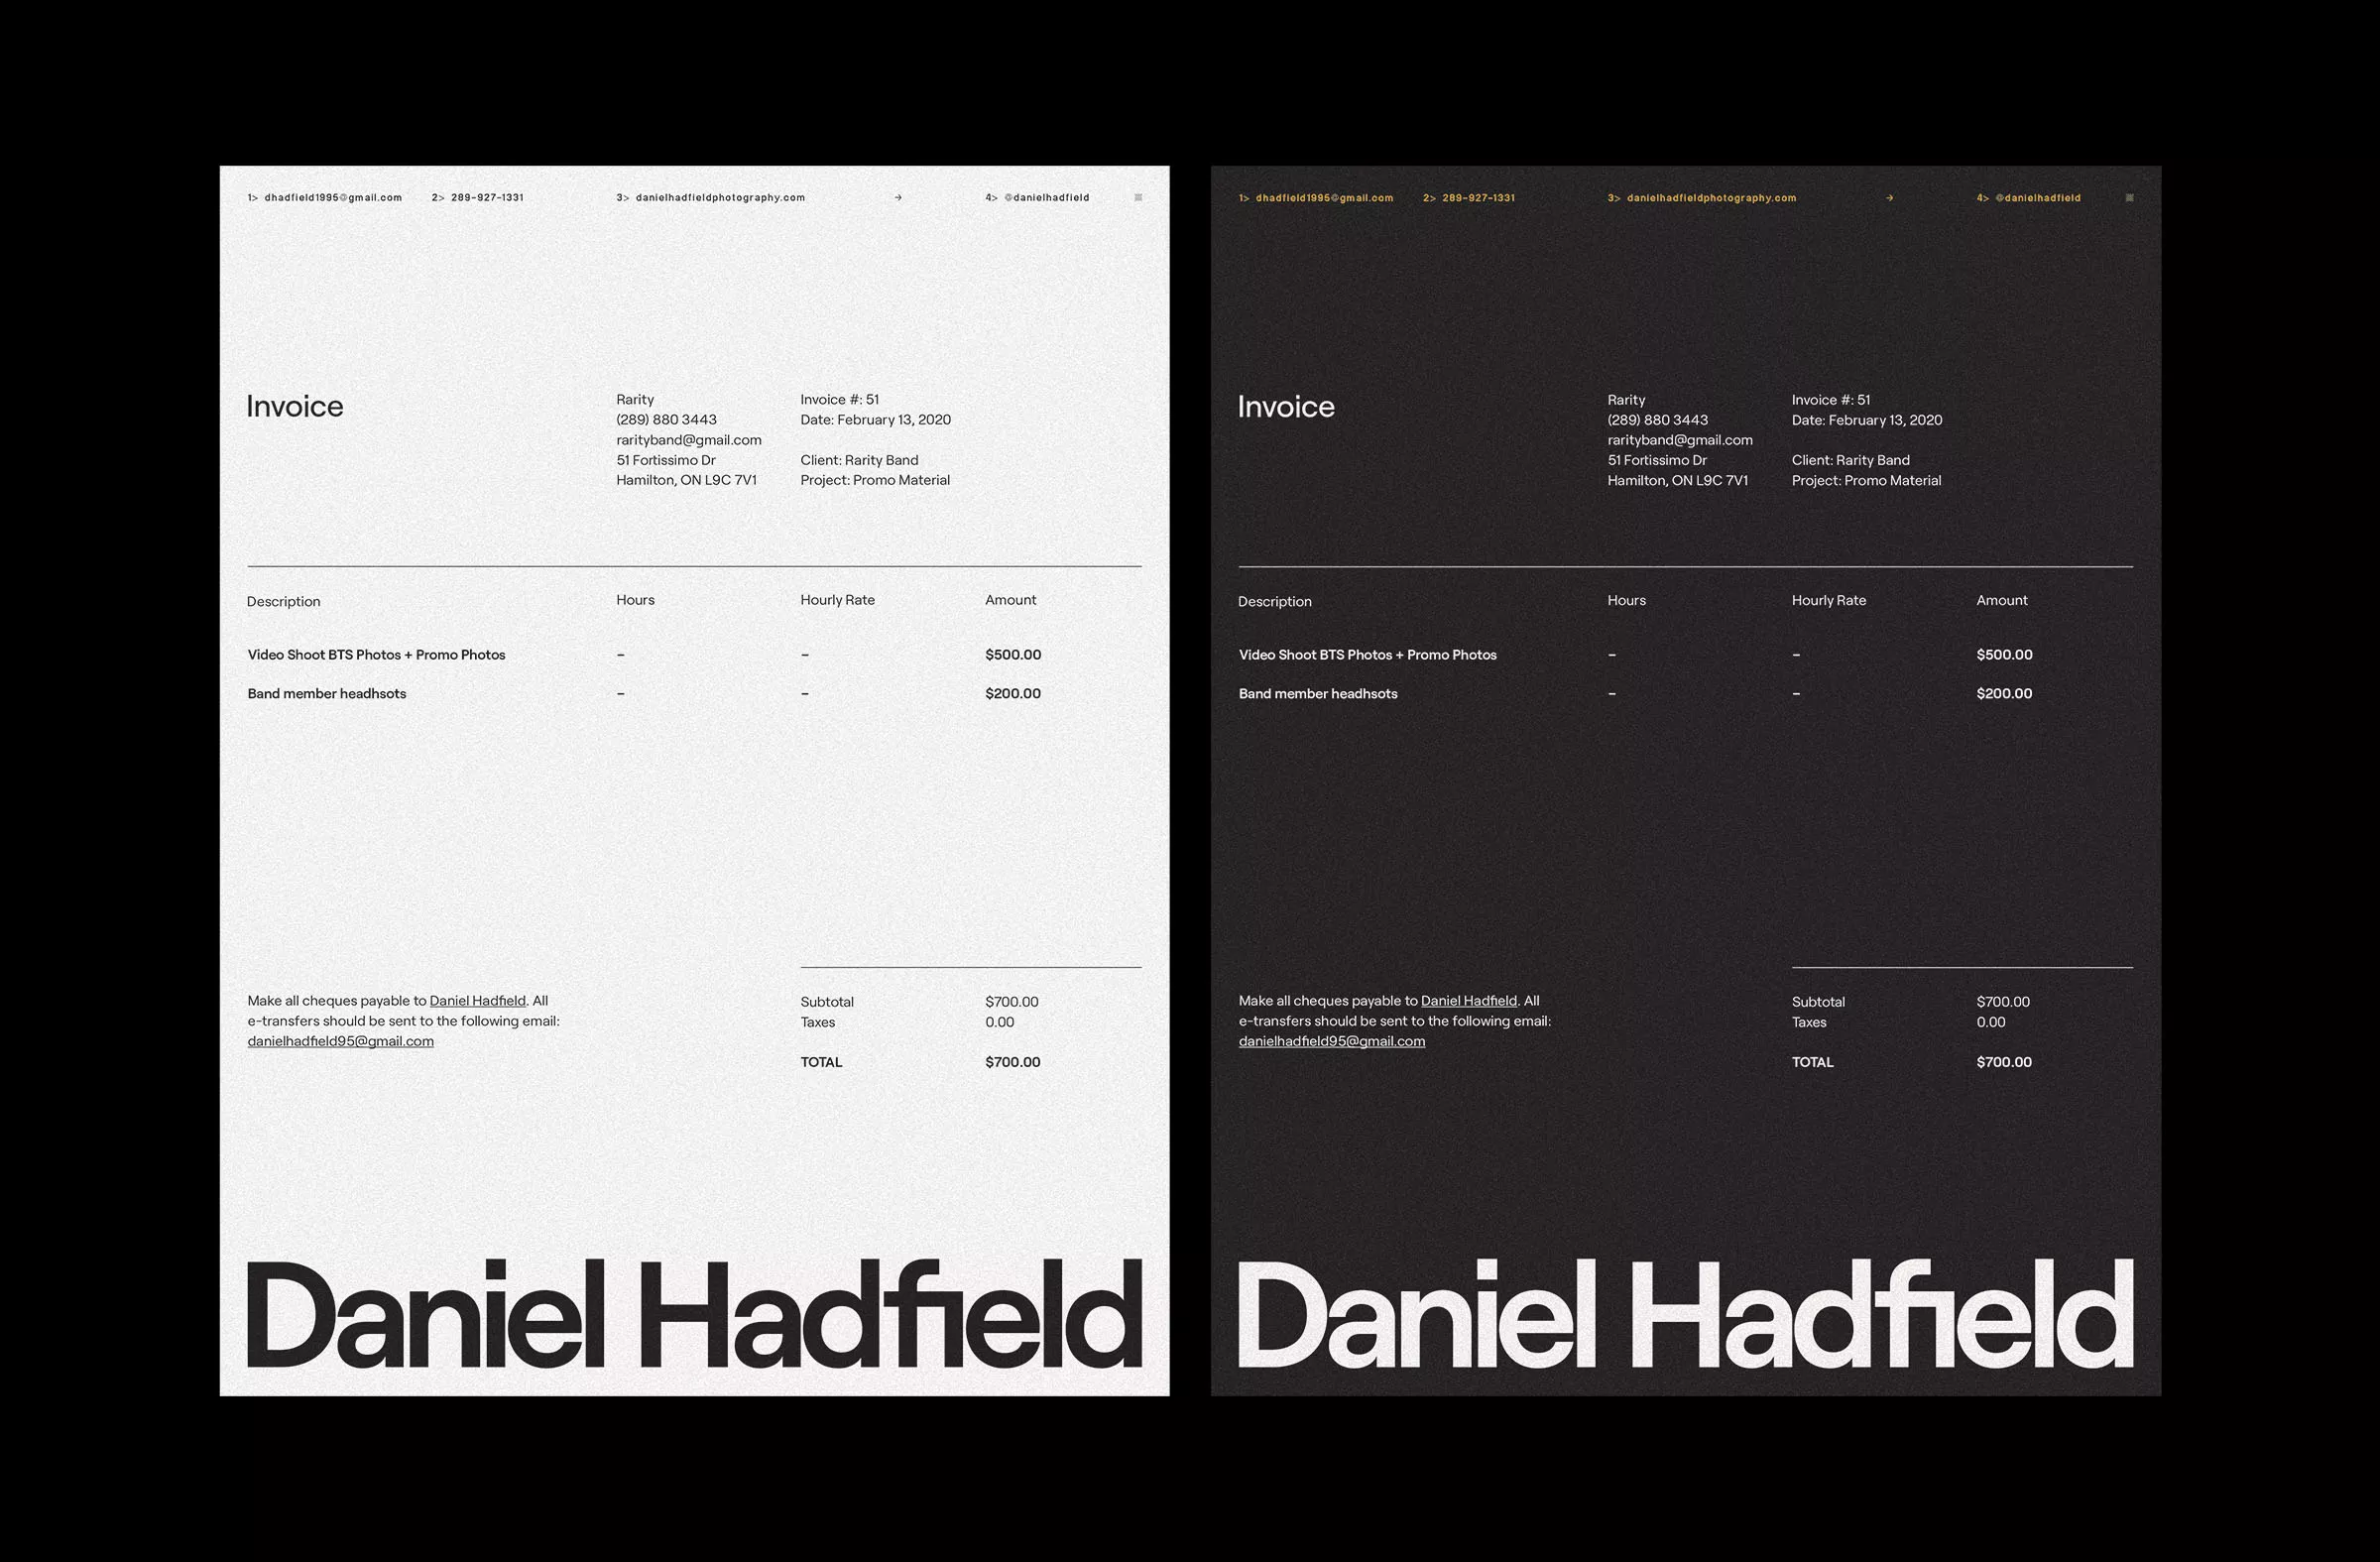 1> dhadfield1995@gmail.com 2> 289-927-1331 3> danielhadfieldphotography.com → 4> @danielhadfield
Invoice
Rarity
(289) 880 3443
rarityband@gmail.com
51 Fortissimo Dr
Hamilton, ON L9C 7V1
Invoice #: 51
Date: February 13, 2020
Client: Rarity Band
Project: Promo Material
Description Hours Hourly Rate Amount
Video Shoot BTS Photos + Promo Photos – – $500.00
Band member headhsots – – $200.00
Make all cheques payable to Daniel Hadfield. All
e-transfers should be sent to the following email:
danielhadfield95@gmail.com
Subtotal $700.00
Taxes 0.00
TOTAL $700.00
Daniel Hadfield
1> dhadfield1995@gmail.com 2> 289-927-1331 3> danielhadfieldphotography.com → 4> @danielhadfield
Invoice
Rarity
(289) 880 3443
rarityband@gmail.com
51 Fortissimo Dr
Hamilton, ON L9C 7V1
Invoice #: 51
Date: February 13, 2020
Client: Rarity Band
Project: Promo Material
Description Hours Hourly Rate Amount
Video Shoot BTS Photos + Promo Photos – – $500.00
Band member headhsots – – $200.00
Make all cheques payable to Daniel Hadfield. All
e-transfers should be sent to the following email:
danielhadfield95@gmail.com
Subtotal $700.00
Taxes 0.00
TOTAL $700.00
Daniel Hadfield